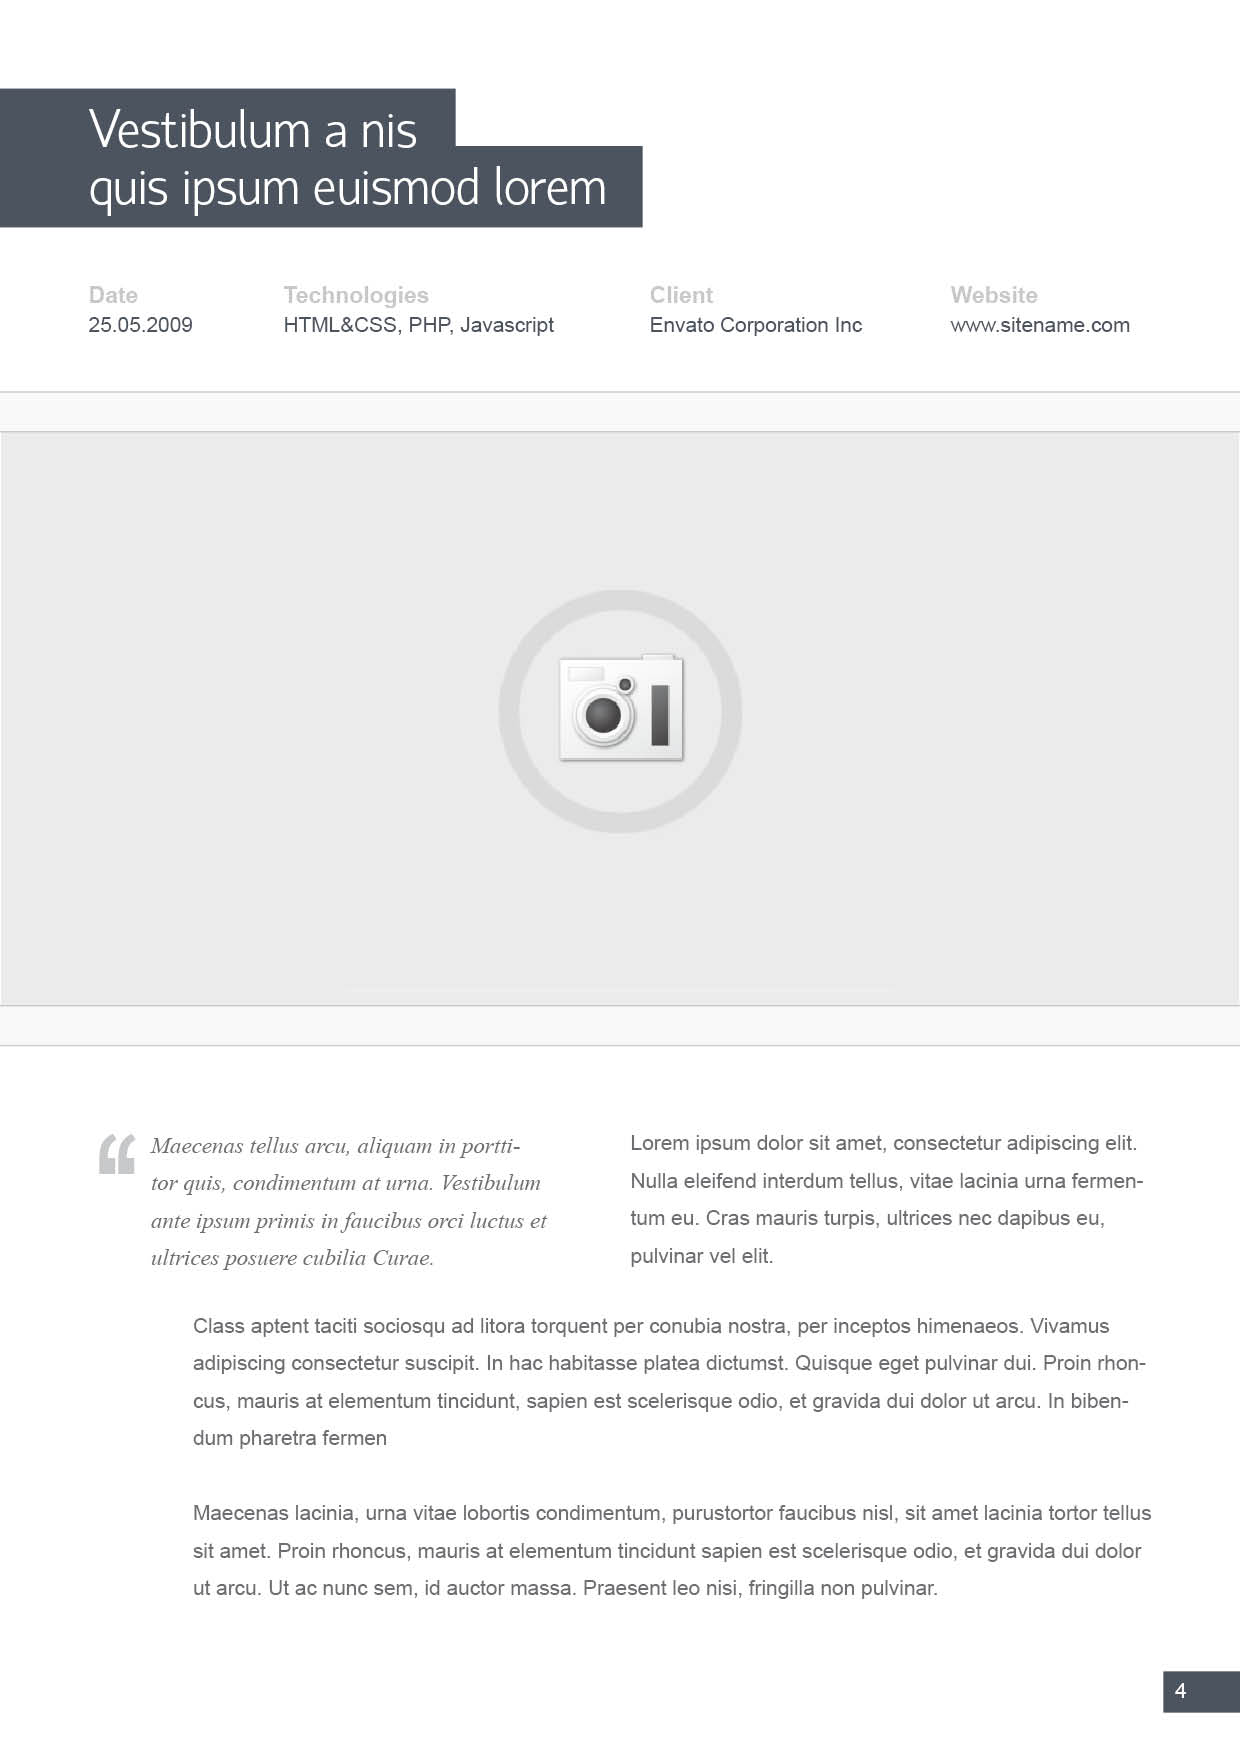 Vestibulum a nis
quis ipsum euismod lorem
Date
25.05.2009
Technologies
HTML&CSS, PHP, Javascript
Client
Envato Corporation Inc
Website
www.sitename.com
“
Maecenas tellus arcu, aliquam in portti-
tor quis, condimentum at urna. Vestibulum
ante ipsum primis in faucibus orci luctus et
ultrices posuere cubilia Curae.
Lorem ipsum dolor sit amet, consectetur adipiscing elit.
Nulla eleifend interdum tellus, vitae lacinia urna fermen-
tum eu. Cras mauris turpis, ultrices nec dapibus eu,
pulvinar vel elit.
Class aptent taciti sociosqu ad litora torquent per conubia nostra, per inceptos himenaeos. Vivamus
adipiscing consectetur suscipit. In hac habitasse platea dictumst. Quisque eget pulvinar dui. Proin rhon-
cus, mauris at elementum tincidunt, sapien est scelerisque odio, et gravida dui dolor ut arcu. In biben-
dum pharetra fermen
Maecenas lacinia, urna vitae lobortis condimentum, purustortor faucibus nisl, sit amet lacinia tortor tellus
sit amet. Proin rhoncus, mauris at elementum tincidunt sapien est scelerisque odio, et gravida dui dolor
ut arcu. Ut ac nunc sem, id auctor massa. Praesent leo nisi, fringilla non pulvinar.
4